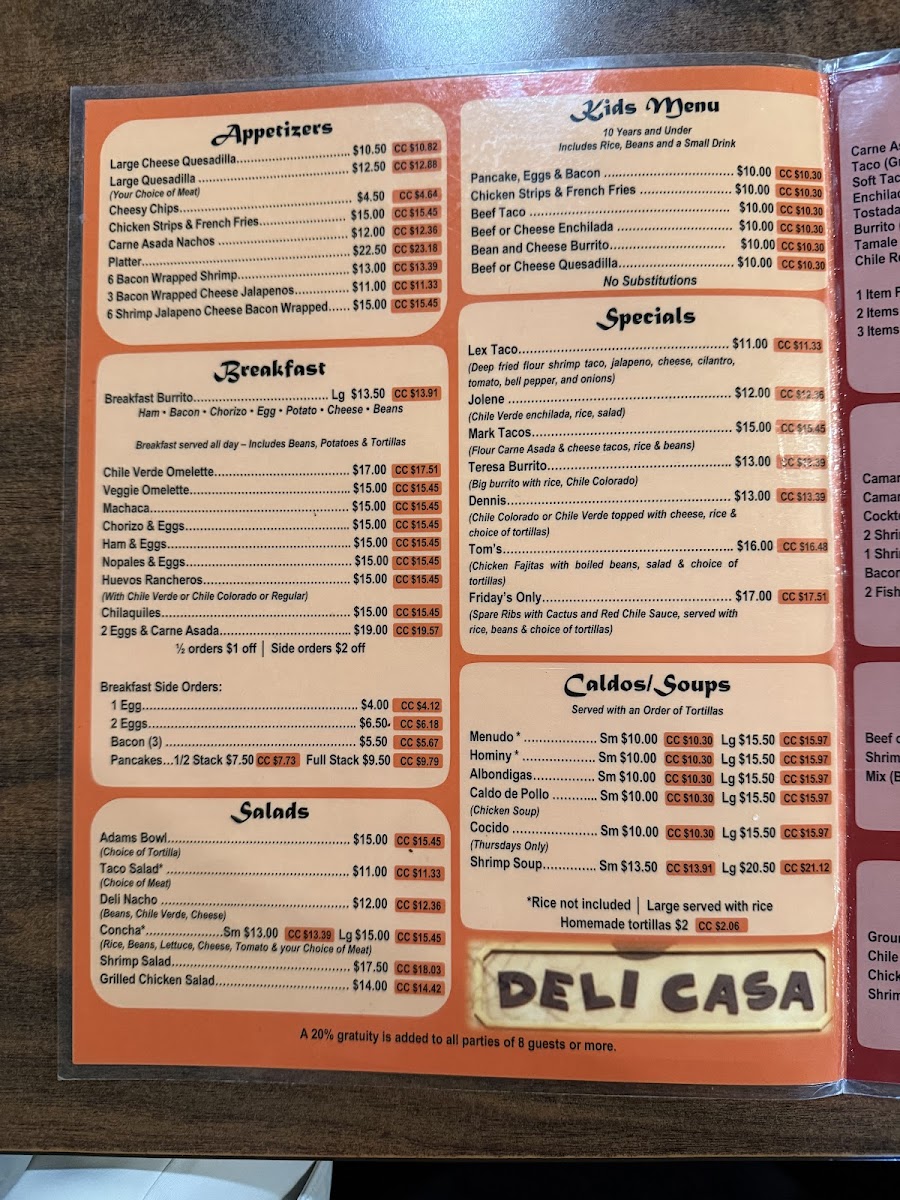 Appetizers
Large Cheese Quesadilla $10.50 CC $10.82
Large Quesadilla $12.50 CC $12.88
(Your Choice of Meat)
Cheesy Chips $4.50 CC $4.64
Chicken Strips & French Fries $15.00 CC $15.45
Carne Asada Nachos $12.00 CC $12.36
Platter $22.50 CC $23.18
6 Bacon Wrapped Shrimp $13.00 CC $13.39
3 Bacon Wrapped Cheese Jalapenos $11.00 CC $11.33
6 Shrimp Jalapeno Cheese Bacon Wrapped $15.00 CC $15.45
Breakfast
Breakfast Burrito Lg $13.50 CC $13.91
Ham • Bacon • Chorizo • Egg • Potato • Cheese • Beans
Breakfast served all day – Includes Beans, Potatoes & Tortillas
Chile Verde Omelette $17.00 CC $17.51
Veggie Omelette $15.00 CC $15.45
Machaca $15.00 CC $15.45
Chorizo & Eggs $15.00 CC $15.45
Ham & Eggs $15.00 CC $15.45
Nopales & Eggs $15.00 CC $15.45
Huevos Rancheros $15.00 CC $15.45
(With Chile Verde or Chile Colorado or Regular)
Chilaquiles $15.00 CC $15.45
2 Eggs & Carne Asada $19.00 CC $19.57
½ orders $1 off | Side orders $2 off
Breakfast Side Orders:
1 Egg $4.00 CC $4.12
2 Eggs $6.50 CC $6.18
Bacon (3) $5.50 CC $5.67
Pancakes...1/2 Stack $7.50 CC $7.73 Full Stack $9.50 CC $9.79
Salads
Adams Bowl $15.00 CC $15.45
(Choice of Tortilla)
Taco Salad* $11.00 CC $11.33
(Choice of Meat)
Deli Nacho $12.00 CC $12.36
(Beans, Chile Verde, Cheese)
Concha* Sm $13.00 CC $13.39 Lg $15.00 CC $15.45
(Rice, Beans, Lettuce, Cheese, Tomato & your Choice of Meat)
Shrimp Salad $17.50 CC $18.03
Grilled Chicken Salad $14.00 CC $14.42
Kids Menu
10 Years and Under
Includes Rice, Beans and a Small Drink
Pancake, Eggs & Bacon $10.00 CC $10.30
Chicken Strips & French Fries $10.00 CC $10.30
Beef Taco $10.00 CC $10.30
Beef or Cheese Enchilada $10.00 CC $10.30
Bean and Cheese Burrito $10.00 CC $10.30
Beef or Cheese Quesadilla $10.00 CC $10.30
No Substitutions
Specials
Lex Taco $11.00 CC $11.33
(Deep fried flour shrimp taco, jalapeno, cheese, cilantro,
tomato, bell pepper, and onions)
Jolene $12.00 CC $12.36
(Chile Verde enchilada, rice, salad)
Mark Tacos $15.00 CC $15.45
(Flour Carne Asada & cheese tacos, rice & beans)
Teresa Burrito $13.00 CC $13.39
(Big burrito with rice, Chile Colorado)
Dennis $13.00 CC $13.39
(Chile Colorado or Chile Verde topped with cheese, rice &
choice of tortillas)
Tom's $16.00 CC $16.48
(Chicken Fajitas with boiled beans, salad & choice of
tortillas)
Friday's Only $17.00 CC $17.51
(Spare Ribs with Cactus and Red Chile Sauce, served with
rice, beans & choice of tortillas)
Caldos/Soups
Served with an Order of Tortillas
Menudo * Sm $10.00 CC $10.30 Lg $15.50 CC $15.97
Hominy * Sm $10.00 CC $10.30 Lg $15.50 CC $15.97
Albondigas Sm $10.00 CC $10.30 Lg $15.50 CC $15.97
Caldo de Pollo Sm $10.00 CC $10.30 Lg $15.50 CC $15.97
(Chicken Soup)
Cocido Sm $10.00 CC $10.30 Lg $15.50 CC $15.97
(Thursdays Only)
Shrimp Soup Sm $13.50 CC $13.91 Lg $20.50 CC $21.12
*Rice not included | Large served with rice
Homemade tortillas $2 CC $2.06
DELI CASA
A 20% gratuity is added to all parties of 8 guests or more.
Carne
Taco
Soft
Tostada
Burrito
Tamale
Chile
1 Item
2 Items
3 Items
2
1
Bacon
2 Fish
Beef
Mix
Chile